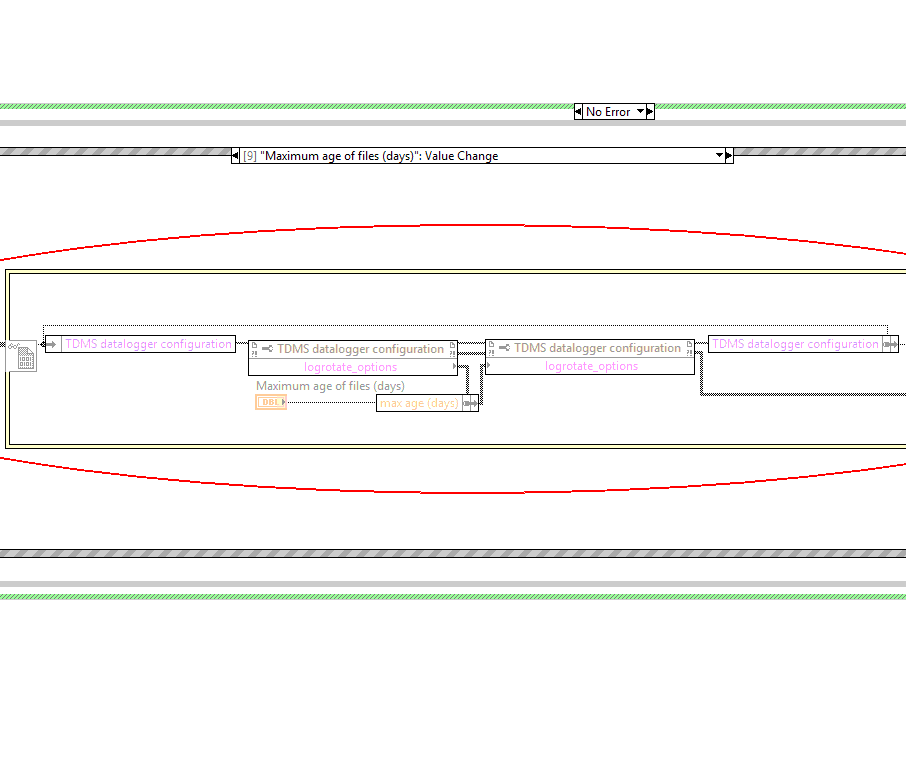 No Error
[9] "Maximum age of files (days)": Value Change
TDMS datalogger configuration
TDMS datalogger configuration
logrotate_options
TDMS datalogger configuration
logrotate_options
TDMS datalogger configuration
Maximum age of files (days)
DBL
max age (days)